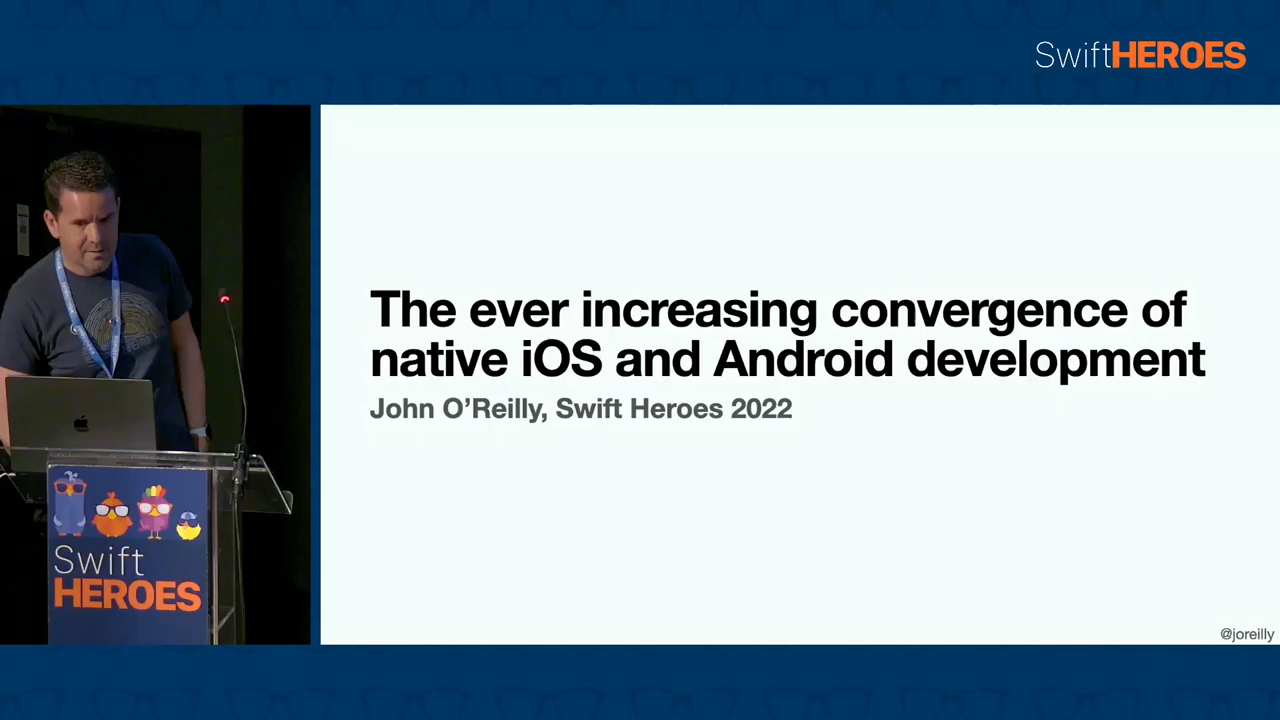 SwiftHEROES
The ever increasing convergence of
native iOS and Android development
John O’Reilly, Swift Heroes 2022
Swift
HEROES
@joreilly